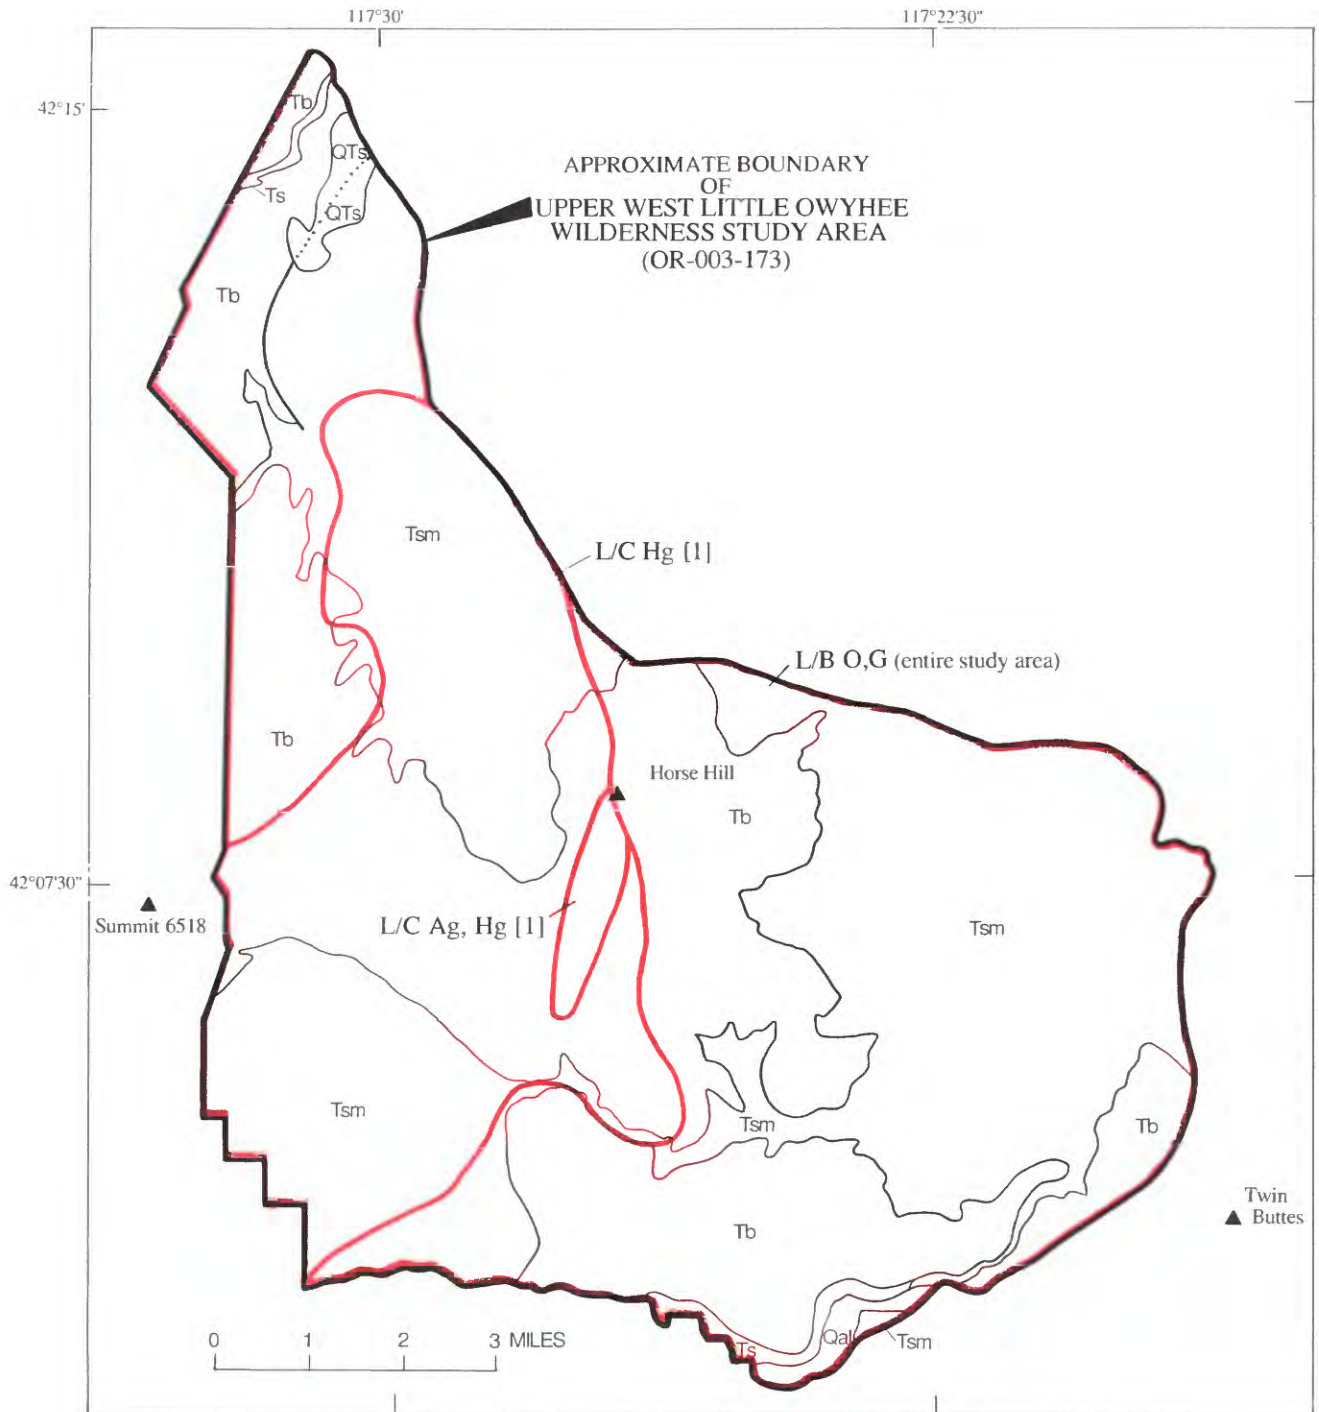 117°30'
117°22'30"
42°15'
Tb
QTs
Ts
QTs
APPROXIMATE BOUNDARY
OF
UPPER WEST LITTLE OWYHEE
WILDERNESS STUDY AREA
(OR-003-173)
Tb
Tsm
L/C Hg [1]
L/B O,G (entire study area)
Tb
Horse Hill
Tb
42°07'30"
Summit 6518
L/C Ag, Hg [1]
Tsm
Tsm
Tsm
Tb
Twin
Buttes
Tb
0 1 2 3 MILES
Ts
Qal
Tsm